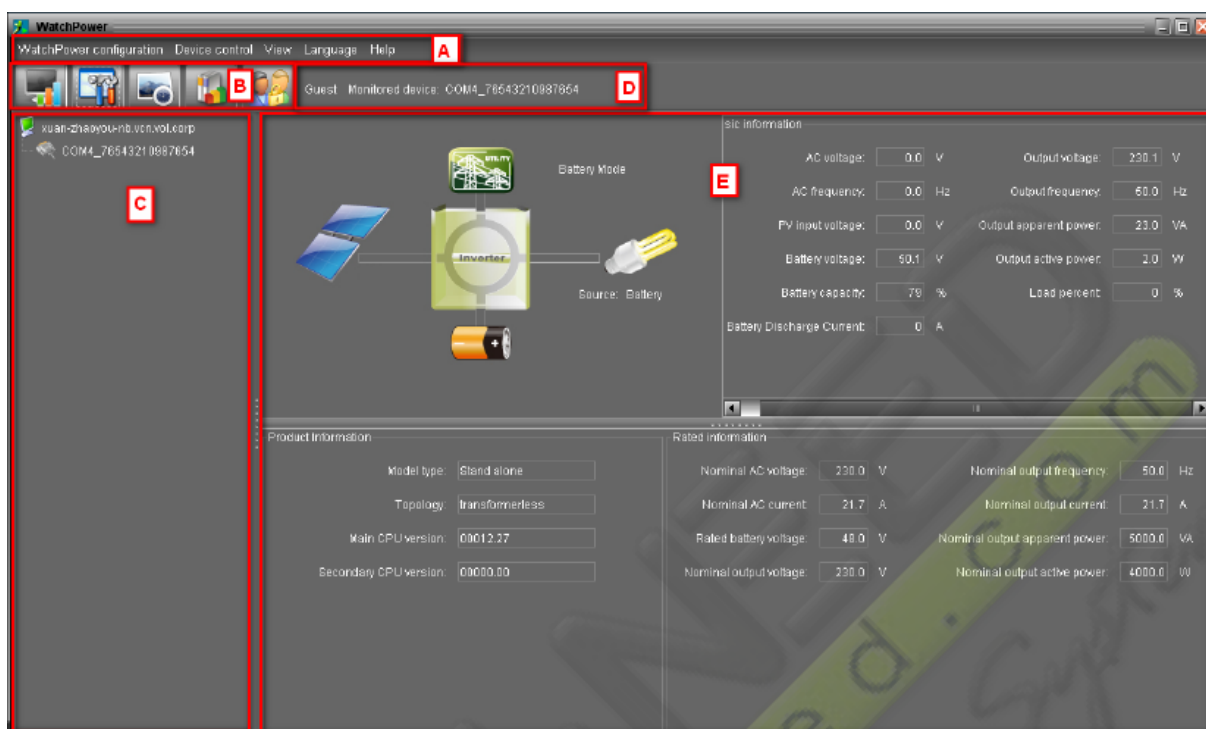 WatchPower
WatchPower configuration Device control View Language Help
A
B
Guest Monitored device: COM4_76543210987654
D
xuan-zhaoyou-nb.vcn.vol.corp
COM4_76543210987654
C
UTILITY
Battery Mode
Inverter
Source: Battery
E
sic information
AC voltage: 0.0 V Output voltage: 230.1 V
AC frequency: 0.0 Hz Output frequency: 60.0 Hz
PV input voltage: 0.0 V Output apparent power: 23.0 VA
Battery voltage: 50.1 V Output active power: 2.0 W
Battery capacity: 79 % Load percent: 0 %
Battery Discharge Current: 0 A
Product Information
Model type: Stand alone
Topology: transformerless
Main CPU version: 00012.27
Secondary CPU version: 00000.00
Rated information
Nominal AC voltage: 230.0 V Nominal output frequency: 50.0 Hz
Nominal AC current: 21.7 A Nominal output current: 21.7 A
Rated battery voltage: 48.0 V Nominal output apparent power: 5000.0 VA
Nominal output voltage: 230.0 V Nominal output active power: 4000.0 W